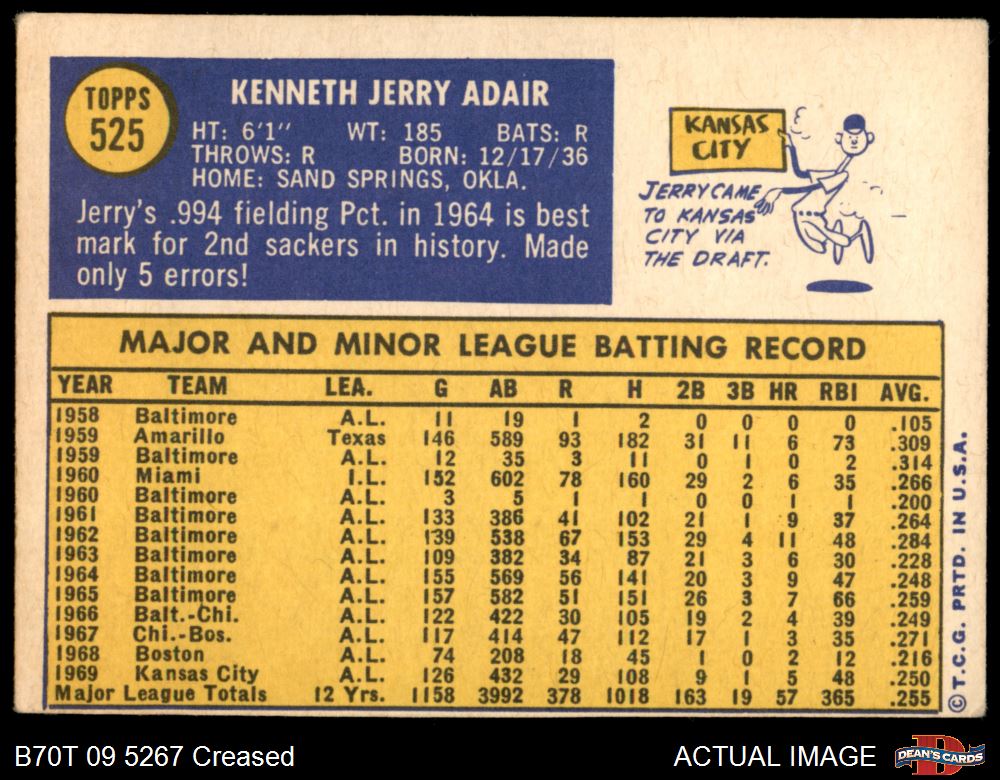 TOPPS
525
KENNETH JERRY ADAIR
HT: 6'1" WT: 185 BATS: R
THROWS: R BORN: 12/17/36
HOME: SAND SPRINGS, OKLA.
Jerry's .994 fielding Pct. in 1964 is best
mark for 2nd sackers in history. Made
only 5 errors!
KANSAS
CITY
JERRY CAME
TO KANSAS
CITY VIA
THE DRAFT.
MAJOR AND MINOR LEAGUE BATTING RECORD
YEAR TEAM LEA. G AB R H 2B 3B HR RBI AVG.
1958 Baltimore A.L. 11 19 1 2 0 0 0 0 .105
1959 Amarillo Texas 146 589 93 182 31 11 6 73 .309
1959 Baltimore A.L. 12 35 3 11 0 1 0 2 .314
1960 Miami I.L. 152 602 78 160 29 2 6 35 .266
1960 Baltimore A.L. 3 5 1 1 0 0 1 1 .200
1961 Baltimore A.L. 133 386 41 102 21 1 9 37 .264
1962 Baltimore A.L. 139 538 67 153 29 4 11 48 .284
1963 Baltimore A.L. 109 382 34 87 21 3 6 30 .228
1964 Baltimore A.L. 155 569 56 141 20 3 9 47 .248
1965 Baltimore A.L. 157 582 51 151 26 3 7 66 .259
1966 Balt.-Chi. A.L. 122 422 30 105 19 2 4 39 .249
1967 Chi.-Bos. A.L. 117 414 47 112 17 1 3 35 .271
1968 Boston A.L. 74 208 18 45 1 0 2 12 .216
1969 Kansas City A.L. 126 432 29 108 9 1 5 48 .250
Major League Totals 12 Yrs. 1158 3992 378 1018 163 19 57 365 .255
© T.C.G. PRTD. IN U.S.A.
B70T 09 5267 Creased
ACTUAL IMAGE
D
DEAN'S CARDS